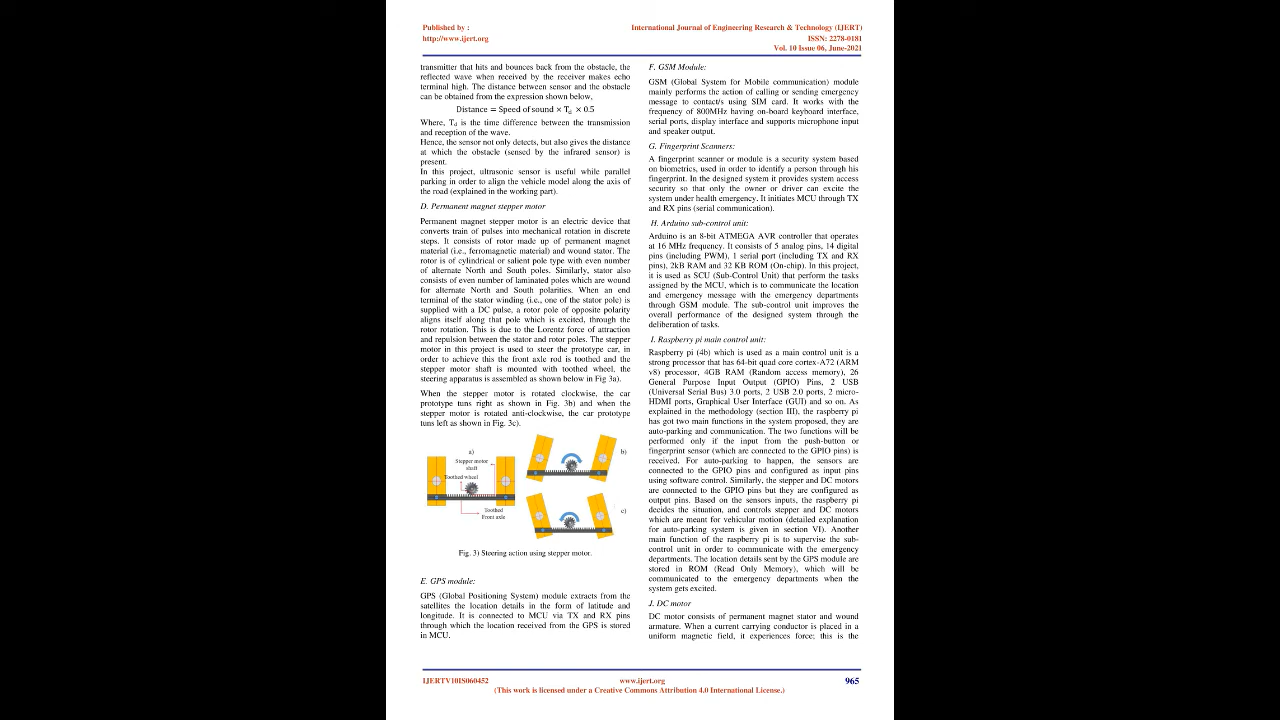 Published by :
http://www.ijert.org
International Journal of Engineering Research & Technology (IJERT)
ISSN: 2278-0181
Vol. 10 Issue 06, June-2021
transmitter that hits and bounces back from the obstacle, the
reflected wave when received by the receiver makes echo
terminal high. The distance between sensor and the obstacle
can be obtained from the expression shown below,
Distance = Speed of sound × Td × 0.5
Where, Td is the time difference between the transmission
and reception of the wave.
Hence, the sensor not only detects, but also gives the distance
at which the obstacle (sensed by the infrared sensor) is
present.
In this project, ultrasonic sensor is useful while parallel
parking in order to align the vehicle model along the axis of
the road (explained in the working part).
D. Permanent magnet stepper motor
Permanent magnet stepper motor is an electric device that
converts train of pulses into mechanical rotation in discrete
steps. It consists of rotor made up of permanent magnet
material (i.e., ferromagnetic material) and wound stator. The
rotor is of cylindrical or salient pole type with even number
of alternate North and South poles. Similarly, stator also
consists of even number of laminated poles which are wound
for alternate North and South polarities. When an end
terminal of the stator winding (i.e., one of the stator pole) is
supplied with a DC pulse, a rotor pole of opposite polarity
aligns itself along that pole which is excited, through the
rotor rotation. This is due to the Lorentz force of attraction
and repulsion between the stator and rotor poles. The stepper
motor in this project is used to steer the prototype car, in
order to achieve this the front axle rod is toothed and the
stepper motor shaft is mounted with toothed wheel, the
steering apparatus is assembled as shown below in Fig 3a).
When the stepper motor is rotated clockwise, the car
prototype tuns right as shown in Fig. 3b) and when the
stepper motor is rotated anti-clockwise, the car prototype
tuns left as shown in Fig. 3c).
a)
Stepper motor
shaft
Toothed wheel
Toothed
Front axle
b)
c)
Fig. 3) Steering action using stepper motor.
E. GPS module:
GPS (Global Positioning System) module extracts from the
satellites the location details in the form of latitude and
longitude. It is connected to MCU via TX and RX pins
through which the location received from the GPS is stored
in MCU.
F. GSM Module:
GSM (Global System for Mobile communication) module
mainly performs the action of calling or sending emergency
message to contact/s using SIM card. It works with the
frequency of 800MHz having on-board keyboard interface,
serial ports, display interface and supports microphone input
and speaker output.
G. Fingerprint Scanners:
A fingerprint scanner or module is a security system based
on biometrics, used in order to identify a person through his
fingerprint. In the designed system it provides system access
security so that only the owner or driver can excite the
system under health emergency. It initiates MCU through TX
and RX pins (serial communication).
H. Arduino sub-control unit:
Arduino is an 8-bit ATMEGA AVR controller that operates
at 16 MHz frequency. It consists of 5 analog pins, 14 digital
pins (including PWM), 1 serial port (including TX and RX
pins), 2kB RAM and 32 KB ROM (On-chip). In this project,
it is used as SCU (Sub-Control Unit) that perform the tasks
assigned by the MCU, which is to communicate the location
and emergency message with the emergency departments
through GSM module. The sub-control unit improves the
overall performance of the designed system through the
deliberation of tasks.
I. Raspberry pi main control unit:
Raspberry pi (4b) which is used as a main control unit is a
strong processor that has 64-bit quad core cortex-A72 (ARM
v8) processor, 4GB RAM (Random access memory), 26
General Purpose Input Output (GPIO) Pins, 2 USB
(Universal Serial Bus) 3.0 ports, 2 USB 2.0 ports, 2 micro-
HDMI ports, Graphical User Interface (GUI) and so on. As
explained in the methodology (section III), the raspberry pi
has got two main functions in the system proposed, they are
auto-parking and communication. The two functions will be
performed only if the input from the push-button or
fingerprint sensor (which are connected to the GPIO pins) is
received. For auto-parking to happen, the sensors are
connected to the GPIO pins and configured as input pins
using software control. Similarly, the stepper and DC motors
are connected to the GPIO pins but they are configured as
output pins. Based on the sensors inputs, the raspberry pi
decides the situation, and controls stepper and DC motors
which are meant for vehicular motion (detailed explanation
for auto-parking system is given in section VI). Another
main function of the raspberry pi is to supervise the sub-
control unit in order to communicate with the emergency
departments. The location details sent by the GPS module are
stored in ROM (Read Only Memory), which will be
communicated to the emergency departments when the
system gets excited.
J. DC motor
DC motor consists of permanent magnet stator and wound
armature. When a current carrying conductor is placed in a
uniform magnetic field, it experiences force; this is the
IJERTV10IS060452
www.ijert.org
965
(This work is licensed under a Creative Commons Attribution 4.0 International License.)